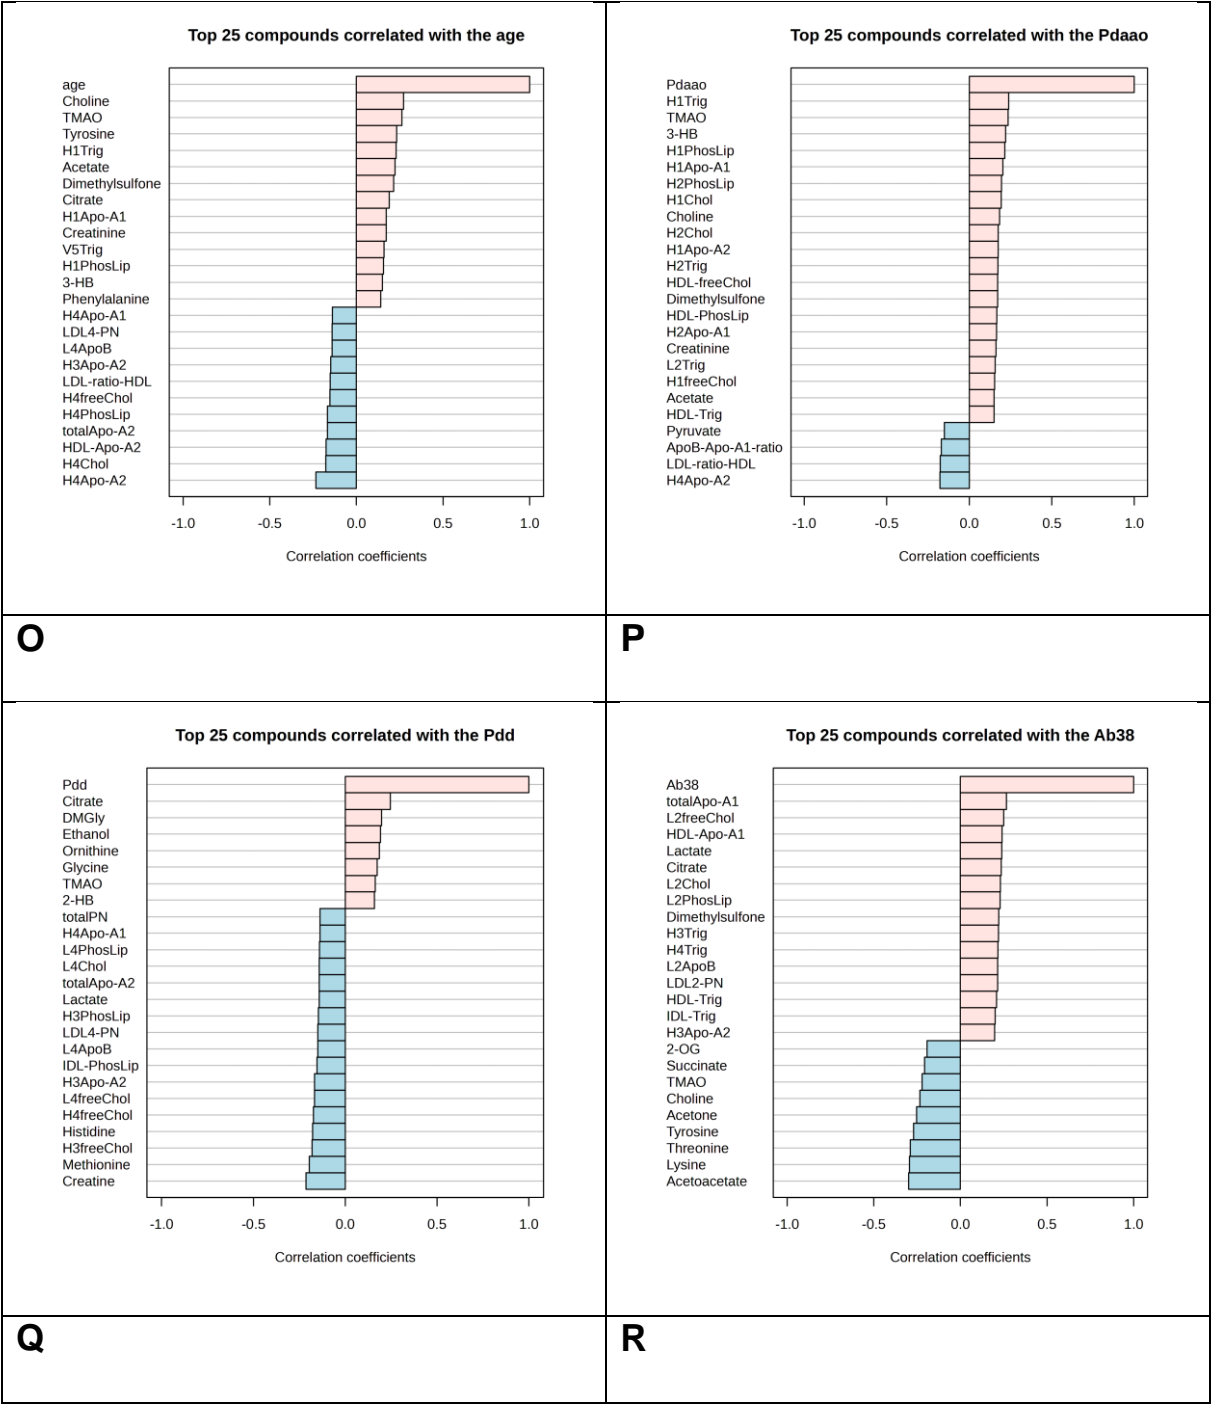 Top 25 compounds correlated with the age
age
Choline
TMAO
Tyrosine
H1Trig
Acetate
Dimethylsulfone
Citrate
H1Apo-A1
Creatinine
V5Trig
H1PhosLip
3-HB
Phenylalanine
H4Apo-A1
LDL4-PN
L4ApoB
H3Apo-A2
LDL-ratio-HDL
H4freeChol
H4PhosLip
totalApo-A2
HDL-Apo-A2
H4Chol
H4Apo-A2
-1.0 -0.5 0.0 0.5 1.0
Correlation coefficients
O
Top 25 compounds correlated with the Pdaao
Pdaao
H1Trig
TMAO
3-HB
H1PhosLip
H1Apo-A1
H2PhosLip
H1Chol
Choline
H2Chol
H1Apo-A2
H2Trig
HDL-freeChol
Dimethylsulfone
HDL-PhosLip
H2Apo-A1
Creatinine
L2Trig
H1freeChol
Acetate
HDL-Trig
Pyruvate
ApoB-Apo-A1-ratio
LDL-ratio-HDL
H4Apo-A2
-1.0 -0.5 0.0 0.5 1.0
Correlation coefficients
P
Top 25 compounds correlated with the Pdd
Pdd
Citrate
DMGly
Ethanol
Ornithine
Glycine
TMAO
2-HB
totalPN
H4Apo-A1
L4PhosLip
L4Chol
totalApo-A2
Lactate
H3PhosLip
LDL4-PN
L4ApoB
IDL-PhosLip
H3Apo-A2
L4freeChol
H4freeChol
Histidine
H3freeChol
Methionine
Creatine
-1.0 -0.5 0.0 0.5 1.0
Correlation coefficients
Q
Top 25 compounds correlated with the Ab38
Ab38
totalApo-A1
L2freeChol
HDL-Apo-A1
Lactate
Citrate
L2Chol
L2PhosLip
Dimethylsulfone
H3Trig
H4Trig
L2ApoB
LDL2-PN
HDL-Trig
IDL-Trig
H3Apo-A2
2-OG
Succinate
TMAO
Choline
Acetone
Tyrosine
Threonine
Lysine
Acetoacetate
-1.0 -0.5 0.0 0.5 1.0
Correlation coefficients
R